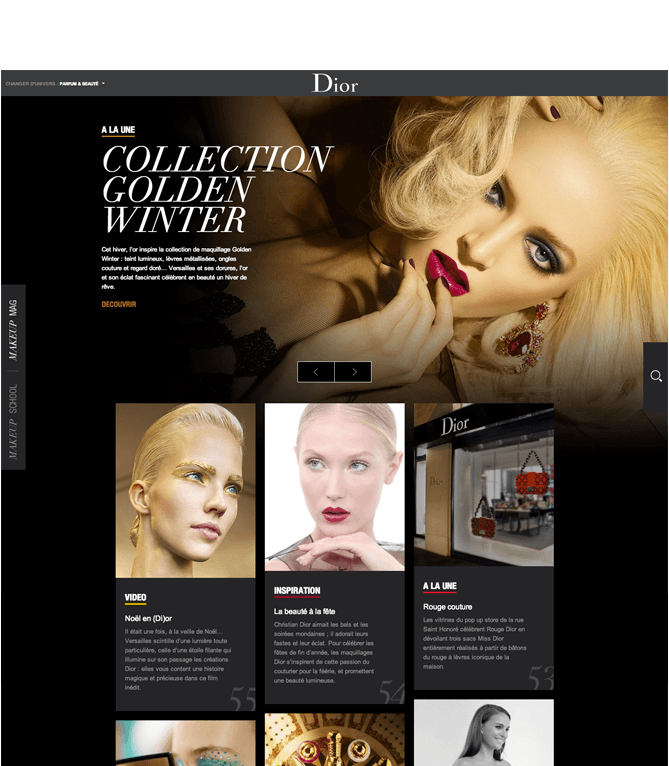 CHANGER D'UNIVERS : PARFUM & BEAUTÉ
Dior
A LA UNE
COLLECTION
GOLDEN
WINTER
Cet hiver, l'or inspire la collection de maquillage Golden
Winter : teint lumineux, lèvres métallisées, ongles
couture et regard doré… Versailles et ses dorures, l'or
et son éclat fascinant célèbrent en beauté un hiver de
rêve.
DECOUVRIR
MAKEUP MAG
MAKEUP SCHOOL
VIDEO
Noël en (Di)or
Il était une fois, à la veille de Noël…
Versailles scintille d'une lumière toute
particulière, celle d'une étoile filante qui
illumine sur son passage les créations
Dior : elles vous content une histoire
magique et précieuse dans ce film
inédit.
55
INSPIRATION
La beauté à la fête
Christian Dior aimait les bals et les
soirées mondaines ; il adorait leurs
fastes et leur éclat. Pour célébrer les
fêtes de fin d'année, les maquillages
Dior s'inspirent de cette passion du
couturier pour la féérie, et promettent
une beauté lumineuse.
54
Dior
A LA UNE
Rouge couture
Les vitrines du pop up store de la rue
Saint Honoré célèbrent Rouge Dior en
dévoilant trois sacs Miss Dior
entièrement réalisés à partir de bâtons
du rouge à lèvres iconique de la
maison.
53